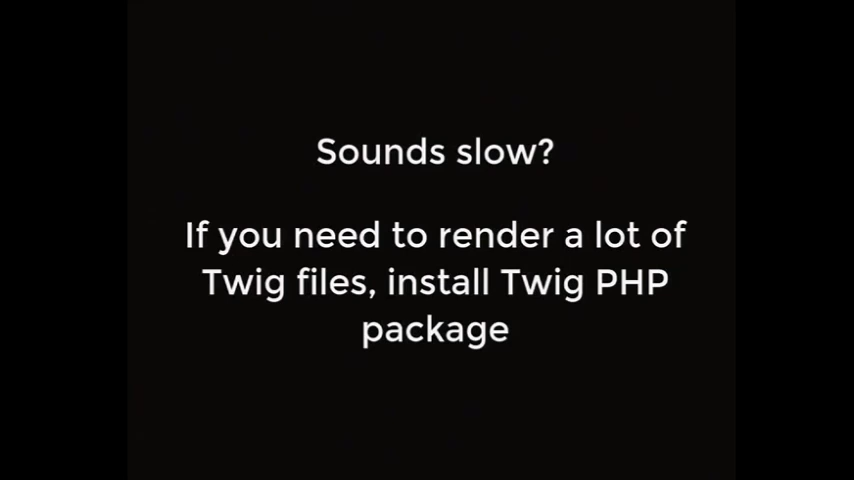 Sounds slow?
If you need to render a lot of
Twig files, install Twig PHP
package